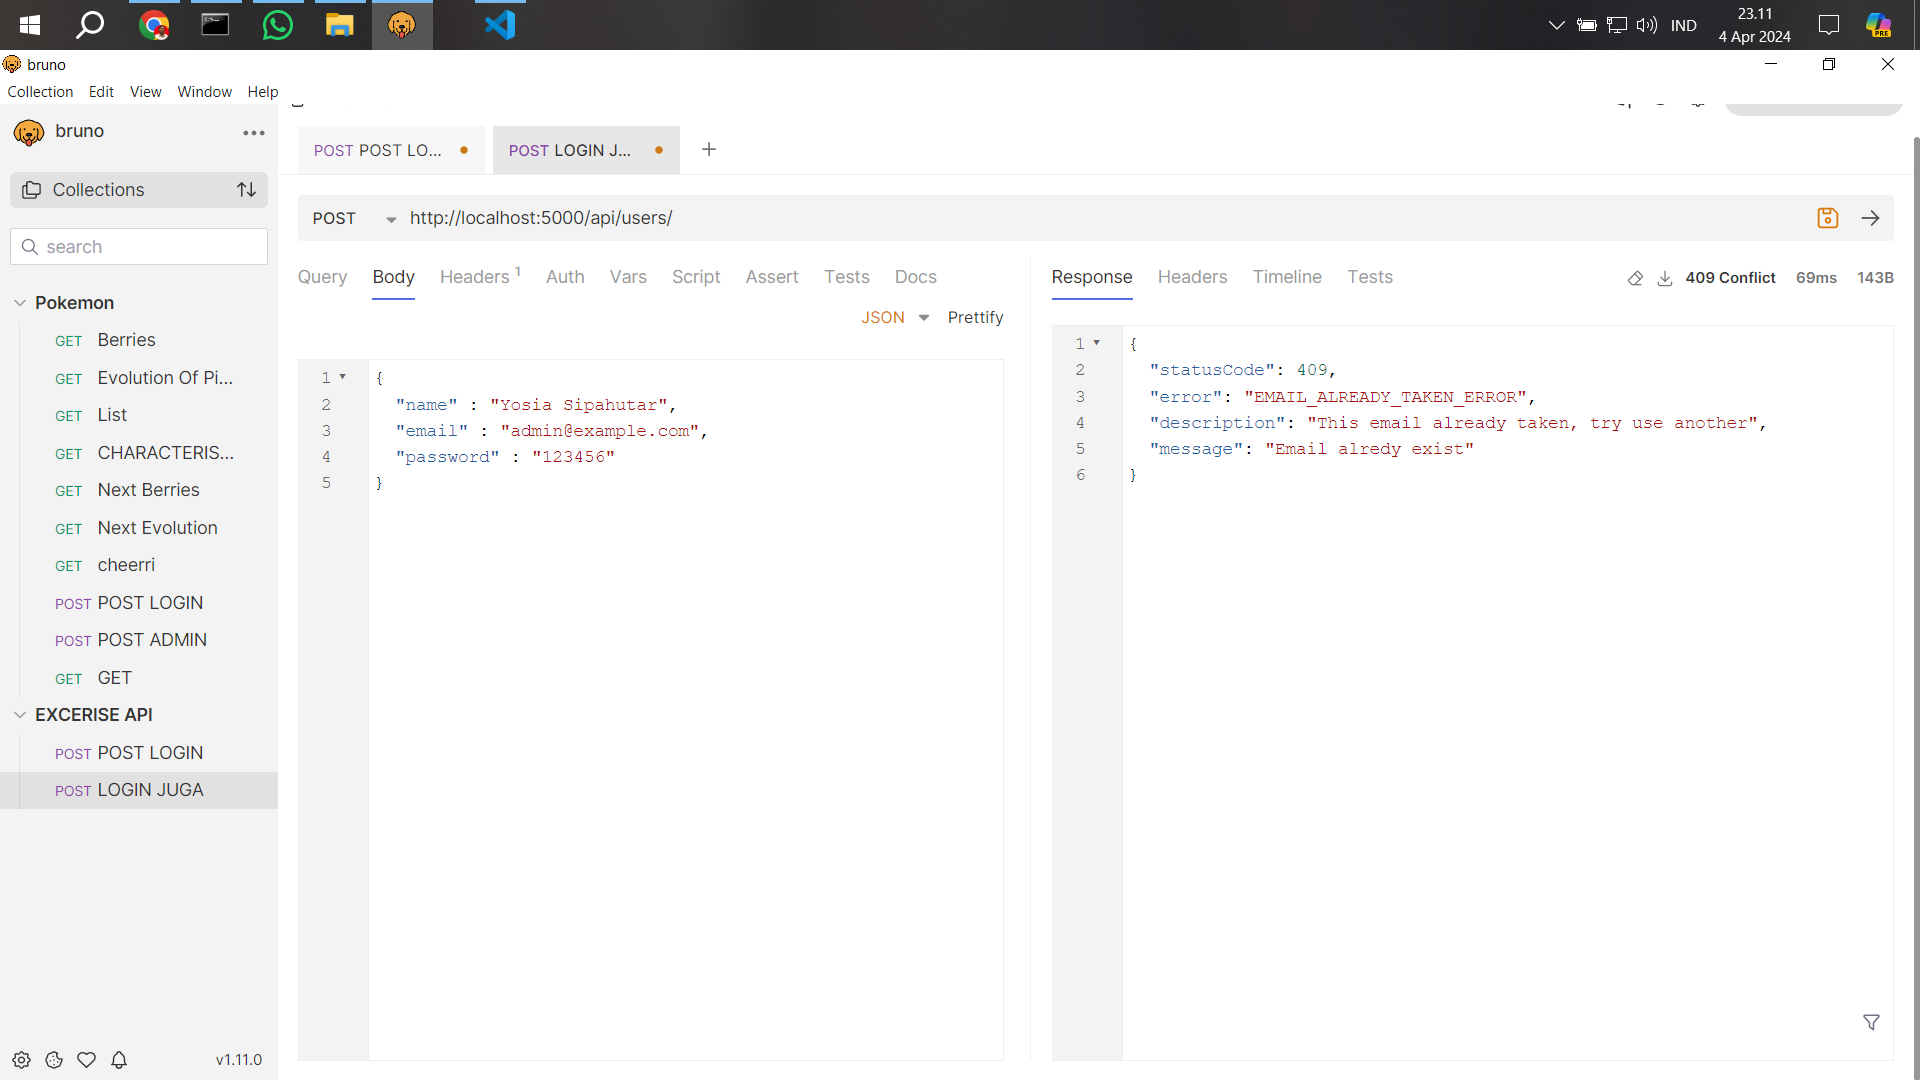 IND
23.11
4 Apr 2024
PRE
bruno
Collection Edit View Window Help
bruno
Collections
search
Pokemon
GET Berries
GET Evolution Of Pi...
GET List
GET CHARACTERIS...
GET Next Berries
GET Next Evolution
GET cheerri
POST POST LOGIN
POST POST ADMIN
GET GET
EXCERISE API
POST POST LOGIN
POST LOGIN JUGA
v1.11.0
POST POST LO...
POST LOGIN J...
POST http://localhost:5000/api/users/
Query Body Headers 1 Auth Vars Script Assert Tests Docs
JSON Prettify
1 {
2 "name" : "Yosia Sipahutar",
3 "email" : "admin@example.com",
4 "password" : "123456"
5 }
Response Headers Timeline Tests 409 Conflict 69ms 143B
1 {
2 "statusCode": 409,
3 "error": "EMAIL_ALREADY_TAKEN_ERROR",
4 "description": "This email already taken, try use another",
5 "message": "Email alredy exist"
6 }